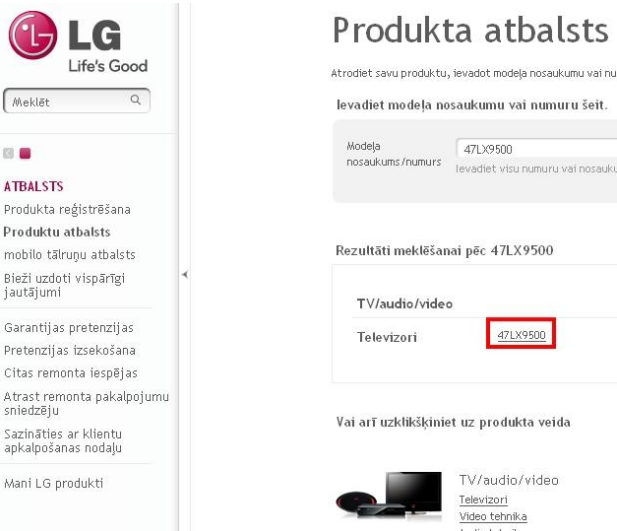 LG
Life's Good
Meklēt
ATBALSTS
Produkta reģistrēšana
Produktu atbalsts
mobilo tālruņu atbalsts
Bieži uzdoti vispārīgi
jautājumi
Garantijas pretenzijas
Pretenzijas izsekošana
Citas remonta iespējas
Atrast remonta pakalpojumu
sniedzēju
Sazināties ar klientu
apkalpošanas nodaļu
Mani LG produkti
Produkta atbalsts
Atrodiet savu produktu, ievadot modeļa nosaukumu vai nu
Ievadiet modeļa nosaukumu vai numuru šeit.
Modeļa
nosaukums/numurs
47LX9500
Ievadiet visu numuru vai nosauku
Rezultāti meklēšanai pēc 47LX9500
TV/audio/video
Televizori
47LX9500
Vai arī uzklikšķiniet uz produkta veida
TV/audio/video
Televizori
Video tehnika